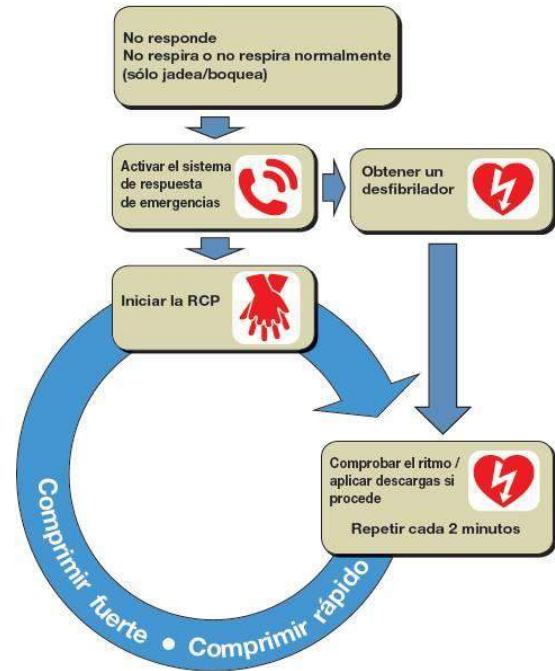 No responde
No respira o no respira normalmente
(sólo jadea/boquea)
Activar el sistema
de respuesta
de emergencias
Obtener un
desfibrilador
Iniciar la RCP
Comprobar el ritmo /
aplicar descargas si
procede
Repetir cada 2 minutos
Comprimir fuerte ● Comprimir rápido